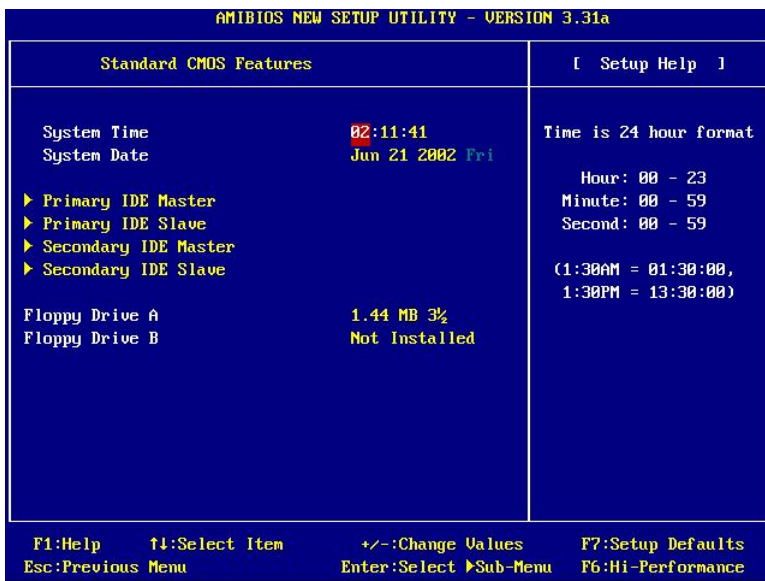 AMIBIOS NEW SETUP UTILITY - VERSION 3.31a
Standard CMOS Features
[ Setup Help ]
System Time 02:11:41
System Date Jun 21 2002 Fri
▶ Primary IDE Master
▶ Primary IDE Slave
▶ Secondary IDE Master
▶ Secondary IDE Slave
Floppy Drive A 1.44 MB 3½
Floppy Drive B Not Installed
Time is 24 hour format
Hour: 00 - 23
Minute: 00 - 59
Second: 00 - 59
(1:30AM = 01:30:00,
1:30PM = 13:30:00)
F1:Help ↑↓:Select Item +/-:Change Values F7:Setup Defaults
Esc:Previous Menu Enter:Select ▶Sub-Menu F6:Hi-Performance